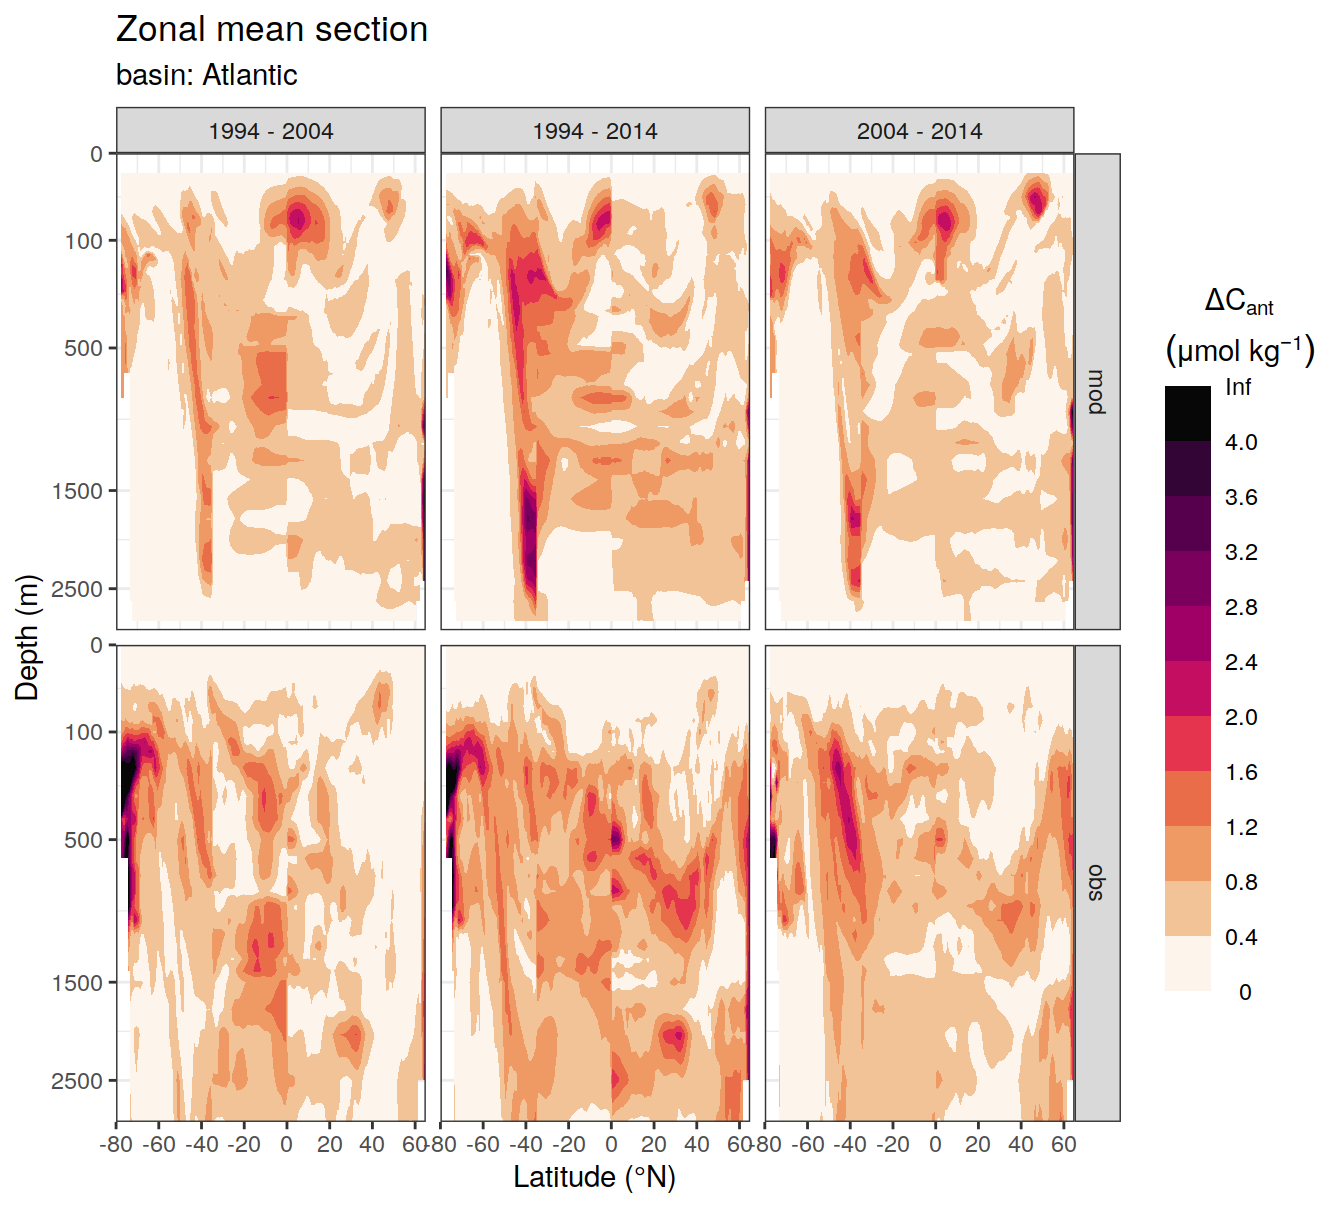 Zonal mean section
basin: Atlantic
1994 - 2004
1994 - 2014
2004 - 2014
0
100
500
1500
2500
mod
0
100
500
1500
2500
obs
Depth (m)
-80 -60 -40 -20 0 20 40 60
-80 -60 -40 -20 0 20 40 60
-80 -60 -40 -20 0 20 40 60
Latitude (°N)
ΔCant
(μmol kg−1)
Inf
4.0
3.6
3.2
2.8
2.4
2.0
1.6
1.2
0.8
0.4
0